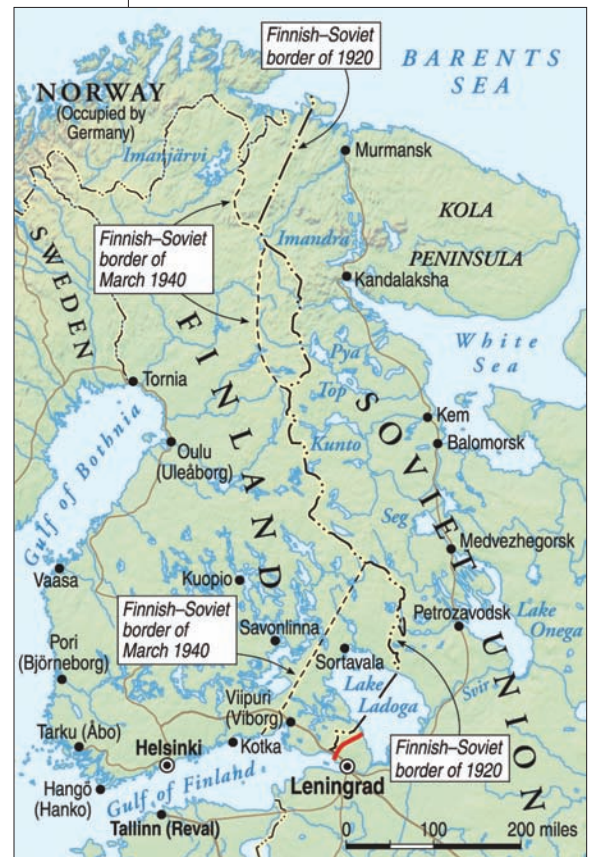 Finnish–Soviet
border of 1920
BARENTS
SEA
NORWAY
(Occupied by
Germany)
Imanjärvi
Murmansk
KOLA
PENINSULA
Imandra
Kandalaksha
Finnish–Soviet
border of
March 1940
SWEDEN
FINLAND
SOVIET UNION
White
Sea
Pya
Top
Tornia
Kem
Balomorsk
Kunto
Oulu
(Uleåborg)
Gulf of Bothnia
Seg
Medvezhegorsk
Vaasa
Kuopio
Finnish–Soviet
border of
March 1940
Savonlinna
Petrozavodsk
Lake
Onega
Pori
(Björneborg)
Sortavala
Lake
Ladoga
Svir
Viipuri
(Viborg)
Tarku (Åbo)
Helsinki
Kotka
Finnish–Soviet
border of 1920
Leningrad
Hangö
(Hanko)
Gulf of Finland
Tallinn (Reval)
0 100 200 miles